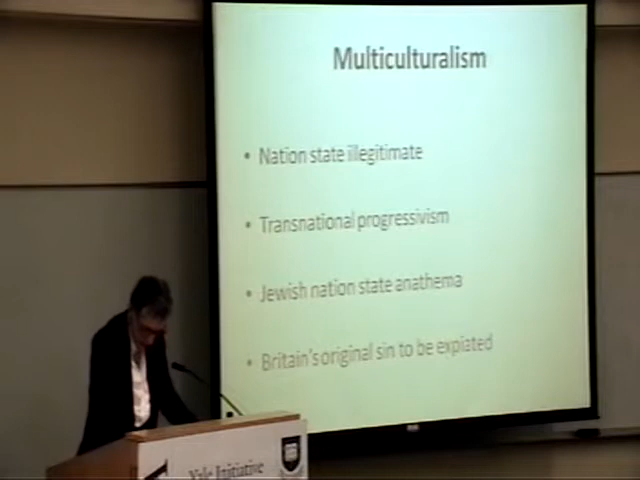 Multiculturalism
• Nation state illegitimate
• Transnational progressivism
• Jewish nation state anathema
• Britain's original sin to be expiated
Yale Initiative